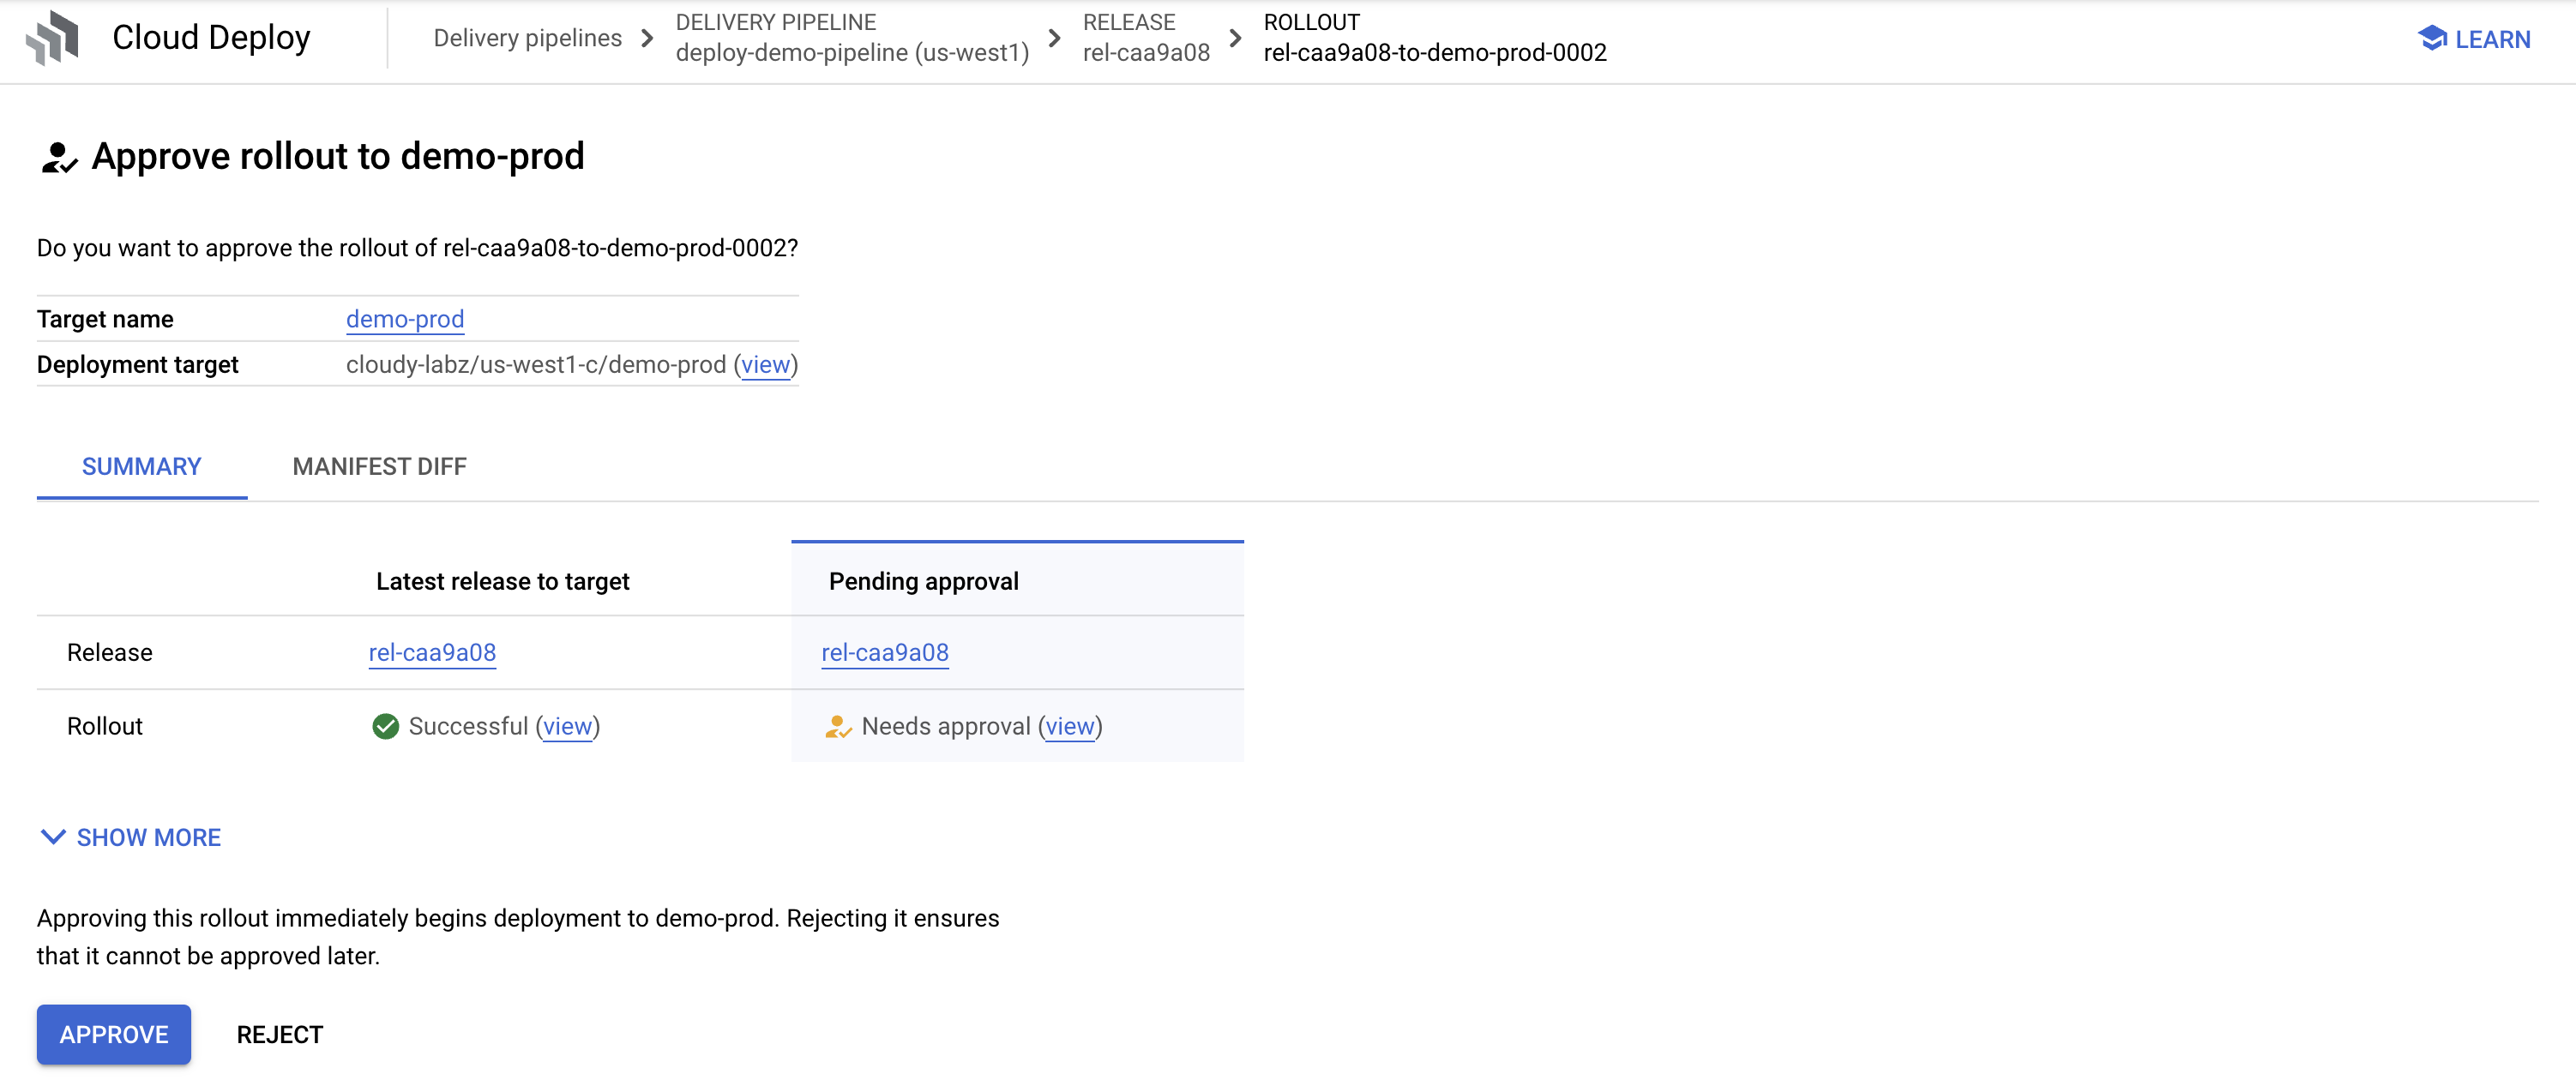 Cloud Deploy
Delivery pipelines
DELIVERY PIPELINE
deploy-demo-pipeline (us-west1)
RELEASE
rel-caa9a08
ROLLOUT
rel-caa9a08-to-demo-prod-0002
LEARN
Approve rollout to demo-prod
Do you want to approve the rollout of rel-caa9a08-to-demo-prod-0002?
Target name demo-prod
Deployment target cloudy-labz/us-west1-c/demo-prod (view)
SUMMARY MANIFEST DIFF
Latest release to target Pending approval
Release rel-caa9a08 rel-caa9a08
Rollout Successful (view) Needs approval (view)
SHOW MORE
Approving this rollout immediately begins deployment to demo-prod. Rejecting it ensures
that it cannot be approved later.
APPROVE REJECT